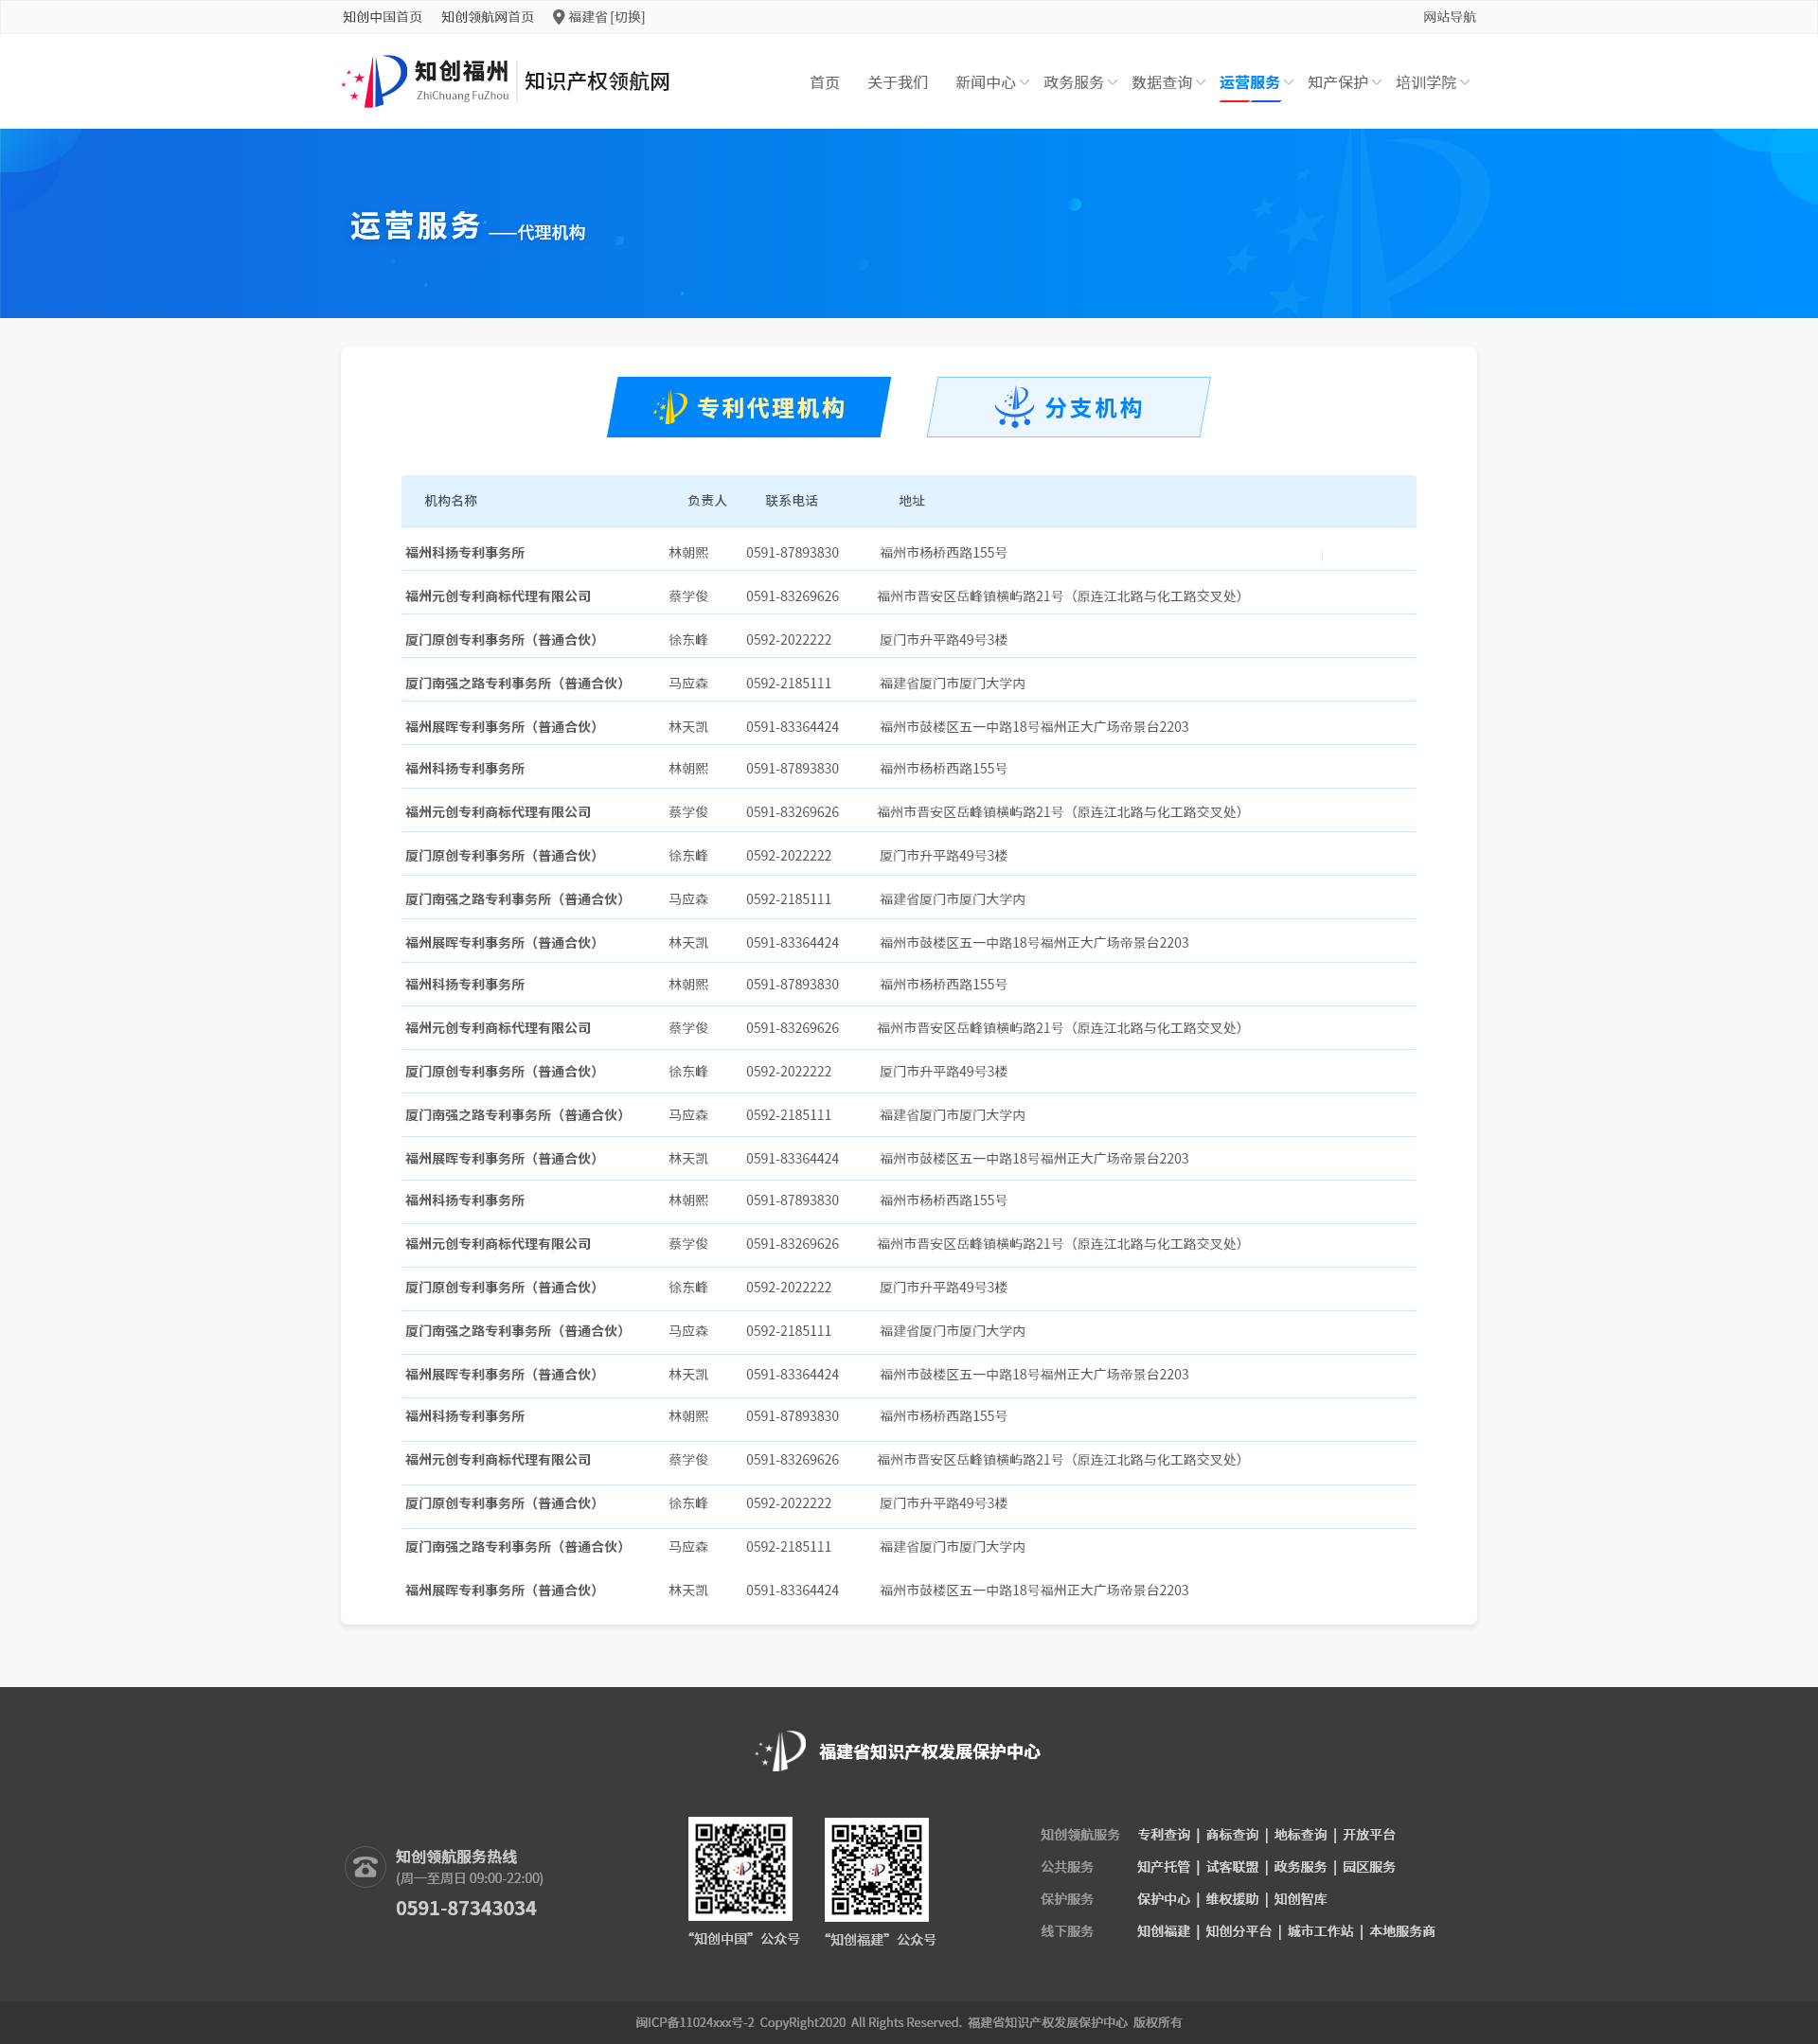 知创中国首页 知创领航网首页 福建省 [切换] 网站导航
知创福州 ZhiChuang FuZhou 知识产权领航网 首页 关于我们 新闻中心 政务服务 数据查询 运营服务 知产保护 培训学院
运营服务 ——代理机构
专利代理机构 分支机构
机构名称 负责人 联系电话 地址
福州科扬专利事务所 林朝熙 0591-87893830 福州市杨桥西路155号
福州元创专利商标代理有限公司 蔡学俊 0591-83269626 福州市晋安区岳峰镇横屿路21号（原连江北路与化工路交叉处）
厦门原创专利事务所（普通合伙） 徐东峰 0592-2022222 厦门市升平路49号3楼
厦门南强之路专利事务所（普通合伙） 马应森 0592-2185111 福建省厦门市厦门大学内
福州展晖专利事务所（普通合伙） 林天凯 0591-83364424 福州市鼓楼区五一中路18号福州正大广场帝景台2203
福州科扬专利事务所 林朝熙 0591-87893830 福州市杨桥西路155号
福州元创专利商标代理有限公司 蔡学俊 0591-83269626 福州市晋安区岳峰镇横屿路21号（原连江北路与化工路交叉处）
厦门原创专利事务所（普通合伙） 徐东峰 0592-2022222 厦门市升平路49号3楼
厦门南强之路专利事务所（普通合伙） 马应森 0592-2185111 福建省厦门市厦门大学内
福州展晖专利事务所（普通合伙） 林天凯 0591-83364424 福州市鼓楼区五一中路18号福州正大广场帝景台2203
福州科扬专利事务所 林朝熙 0591-87893830 福州市杨桥西路155号
福州元创专利商标代理有限公司 蔡学俊 0591-83269626 福州市晋安区岳峰镇横屿路21号（原连江北路与化工路交叉处）
厦门原创专利事务所（普通合伙） 徐东峰 0592-2022222 厦门市升平路49号3楼
厦门南强之路专利事务所（普通合伙） 马应森 0592-2185111 福建省厦门市厦门大学内
福州展晖专利事务所（普通合伙） 林天凯 0591-83364424 福州市鼓楼区五一中路18号福州正大广场帝景台2203
福州科扬专利事务所 林朝熙 0591-87893830 福州市杨桥西路155号
福州元创专利商标代理有限公司 蔡学俊 0591-83269626 福州市晋安区岳峰镇横屿路21号（原连江北路与化工路交叉处）
厦门原创专利事务所（普通合伙） 徐东峰 0592-2022222 厦门市升平路49号3楼
厦门南强之路专利事务所（普通合伙） 马应森 0592-2185111 福建省厦门市厦门大学内
福州展晖专利事务所（普通合伙） 林天凯 0591-83364424 福州市鼓楼区五一中路18号福州正大广场帝景台2203
福州科扬专利事务所 林朝熙 0591-87893830 福州市杨桥西路155号
福州元创专利商标代理有限公司 蔡学俊 0591-83269626 福州市晋安区岳峰镇横屿路21号（原连江北路与化工路交叉处）
厦门原创专利事务所（普通合伙） 徐东峰 0592-2022222 厦门市升平路49号3楼
厦门南强之路专利事务所（普通合伙） 马应森 0592-2185111 福建省厦门市厦门大学内
福州展晖专利事务所（普通合伙） 林天凯 0591-83364424 福州市鼓楼区五一中路18号福州正大广场帝景台2203
福建省知识产权发展保护中心
知创领航服务热线
(周一至周日 09:00-22:00)
0591-87343034
“知创中国”公众号 “知创福建”公众号
知创领航服务 专利查询 | 商标查询 | 地标查询 | 开放平台
公共服务 知产托管 | 试客联盟 | 政务服务 | 园区服务
保护服务 保护中心 | 维权援助 | 知创智库
线下服务 知创福建 | 知创分平台 | 城市工作站 | 本地服务商
闽ICP备11024xxx号-2 CopyRight2020 All Rights Reserved. 福建省知识产权发展保护中心 版权所有